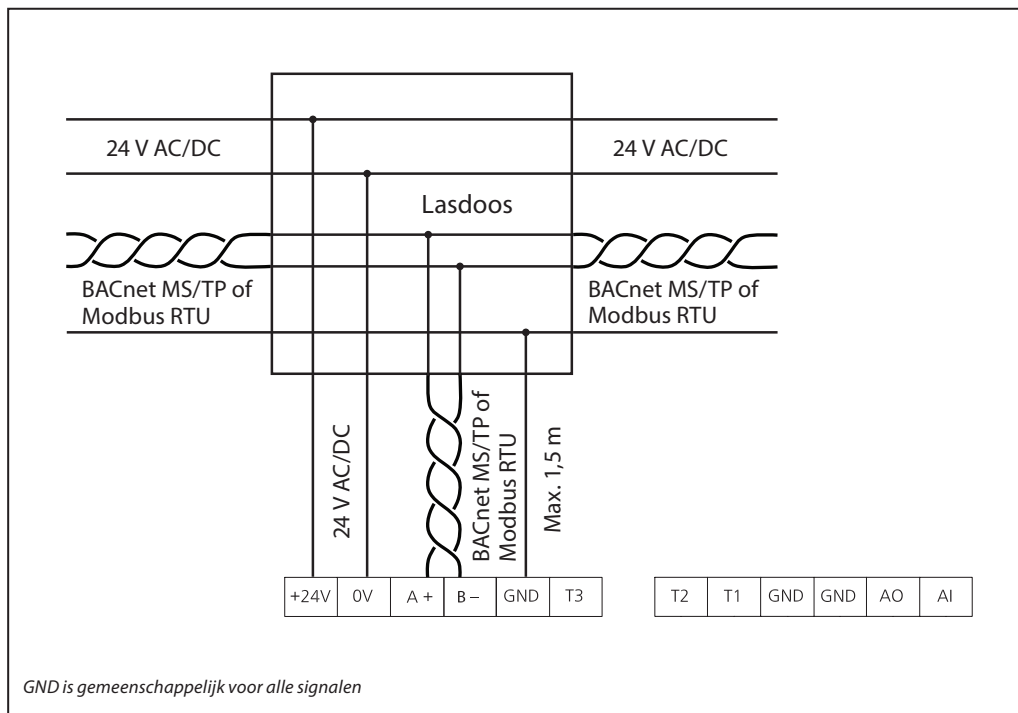 24 V AC/DC
24 V AC/DC
Lasdoos
BACnet MS/TP of
Modbus RTU
BACnet MS/TP of
Modbus RTU
24 V AC/DC
BACnet MS/TP of
Modbus RTU
Max. 1,5 m
+24V 0V A + B – GND T3
T2 T1 GND GND AO AI
GND is gemeenschappelijk voor alle signalen